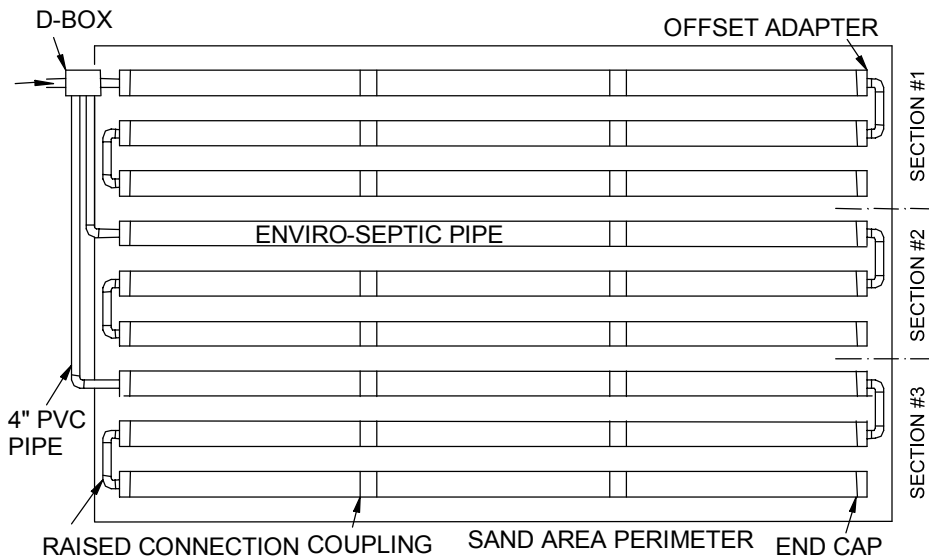 D-BOX
OFFSET ADAPTER
SECTION #1
ENVIRO-SEPTIC PIPE
SECTION #2
SECTION #3
4" PVC
PIPE
RAISED CONNECTION
COUPLING
SAND AREA PERIMETER
END CAP